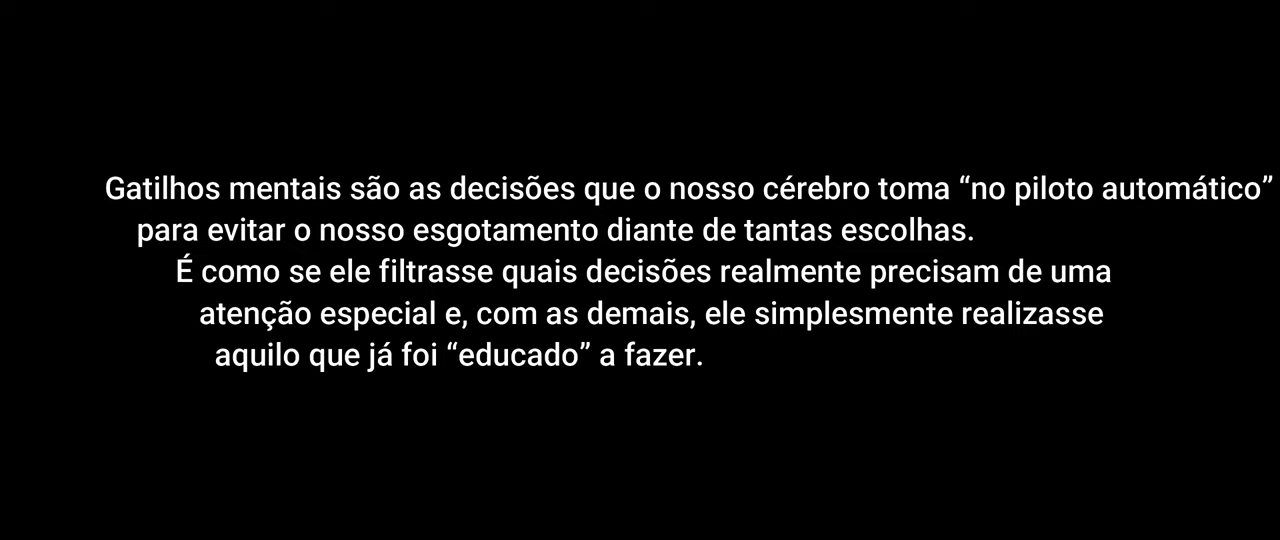 Gatilhos mentais são as decisões que o nosso cérebro toma “no piloto automático”
para evitar o nosso esgotamento diante de tantas escolhas.
É como se ele filtrasse quais decisões realmente precisam de uma
atenção especial e, com as demais, ele simplesmente realizasse
aquilo que já foi “educado” a fazer.